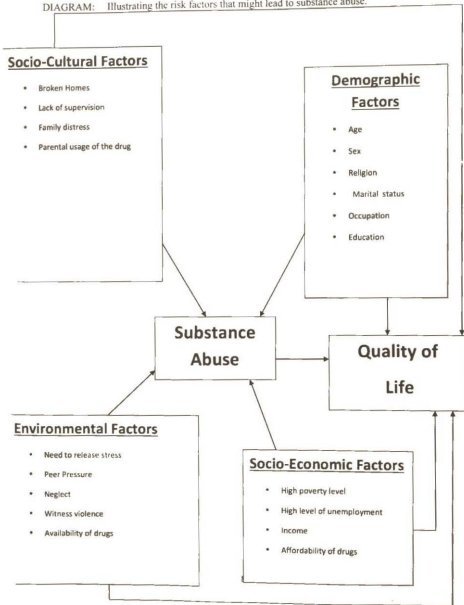 DIAGRAM: Illustrating the risk factors that might lead to substance abuse.
Socio-Cultural Factors
• Broken Homes
• Lack of supervision
• Family distress
• Parental usage of the drug
Demographic
Factors
• Age
• Sex
• Religion
• Marital status
• Occupation
• Education
Substance
Abuse
Quality of
Life
Environmental Factors
• Need to release stress
• Peer Pressure
• Neglect
• Witness violence
• Availability of drugs
Socio-Economic Factors
• High poverty level
• High level of unemployment
• Income
• Affordability of drugs